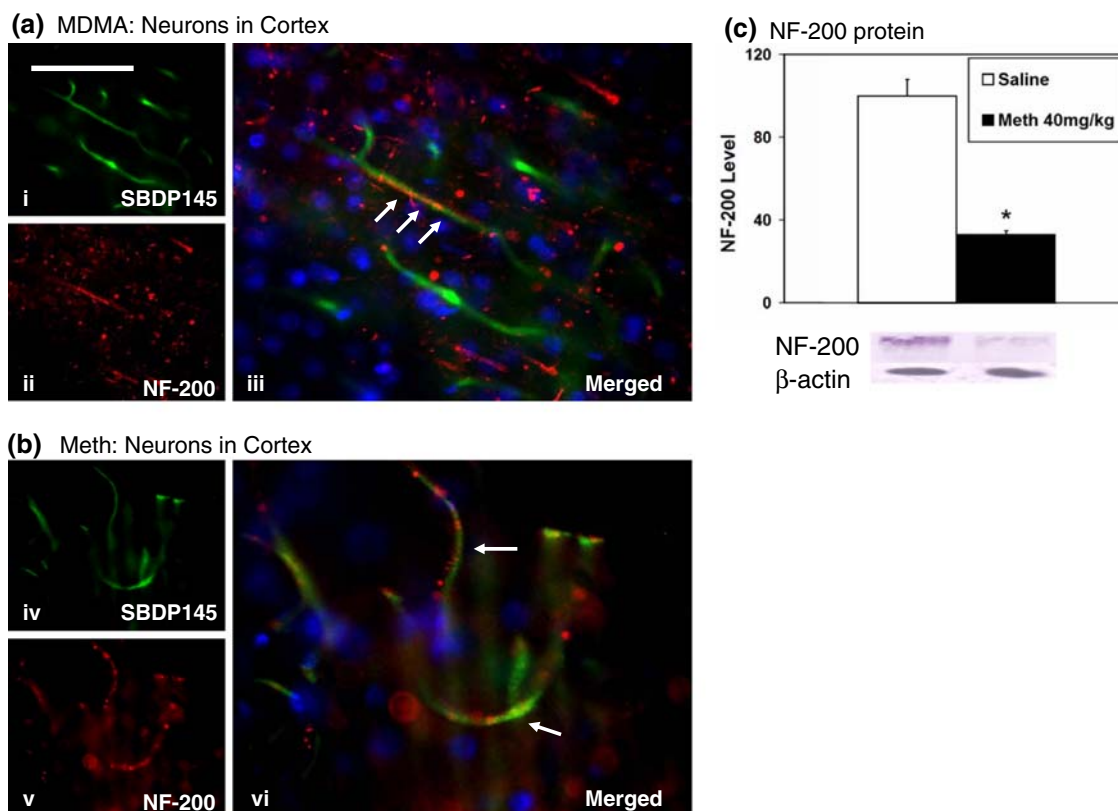 (a) MDMA: Neurons in Cortex
i
SBDP145
ii
NF-200
iii
Merged
(b) Meth: Neurons in Cortex
iv
SBDP145
v
NF-200
vi
Merged
(c) NF-200 protein
120
80
40
0
NF-200 Level
Saline
Meth 40mg/kg
*
NF-200
β-actin